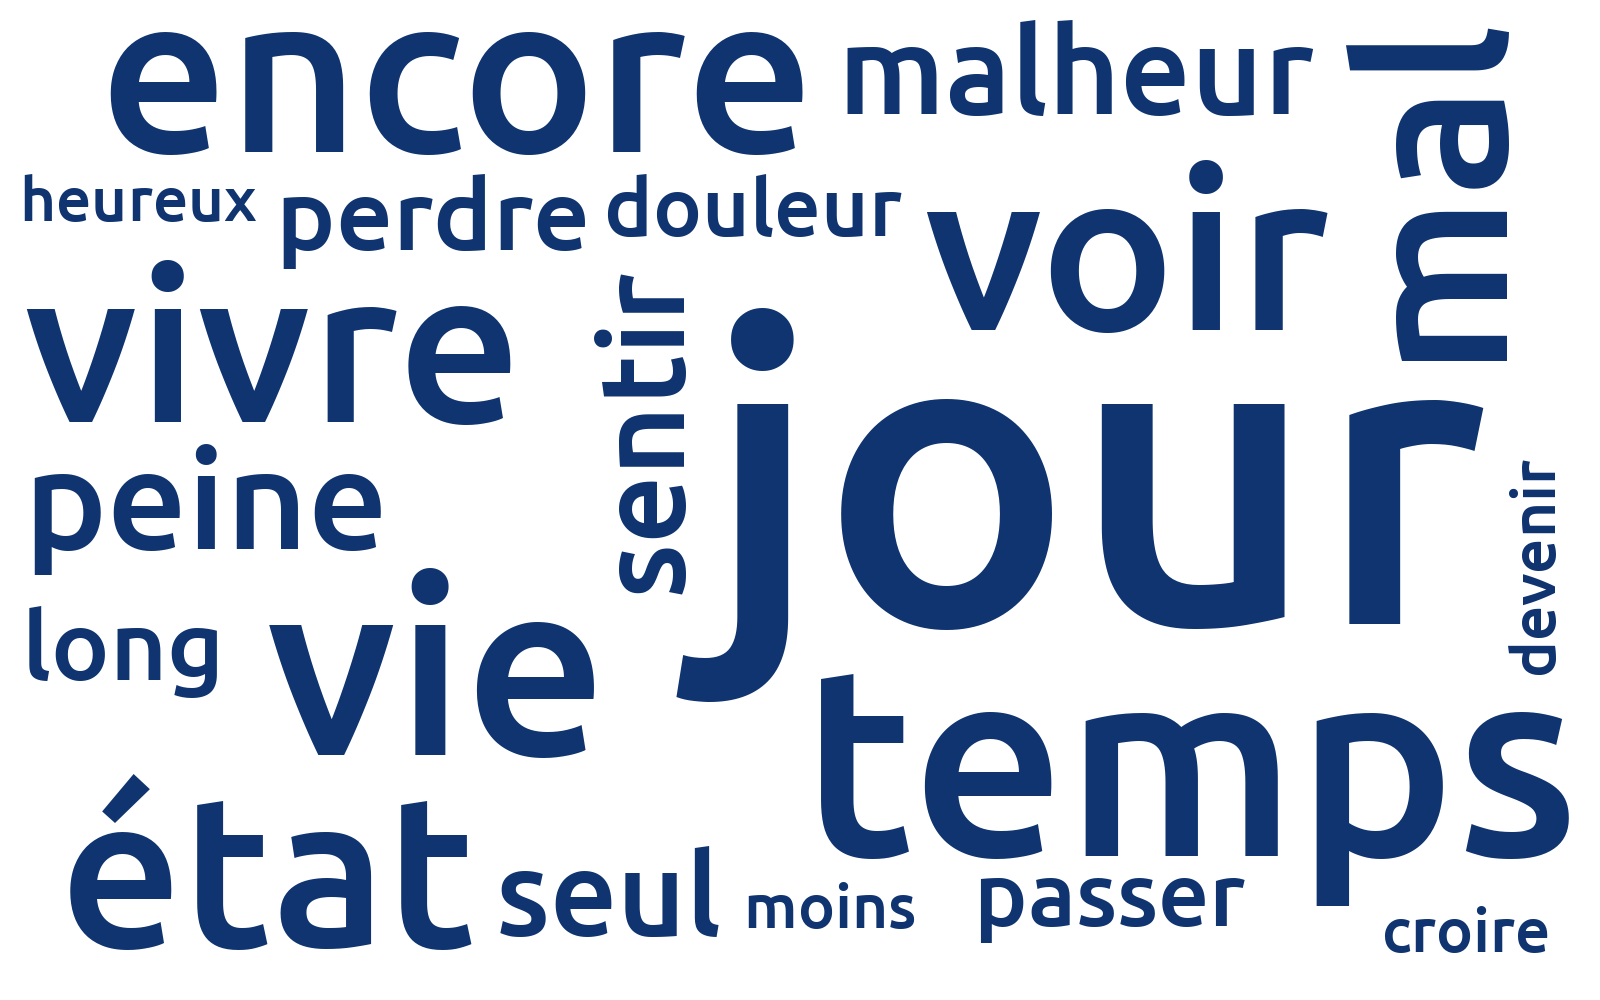 encore malheur mal
heureux perdre douleur voir
vivre sentir jour
peine devenir
long vie temps
état seul moins passer croire